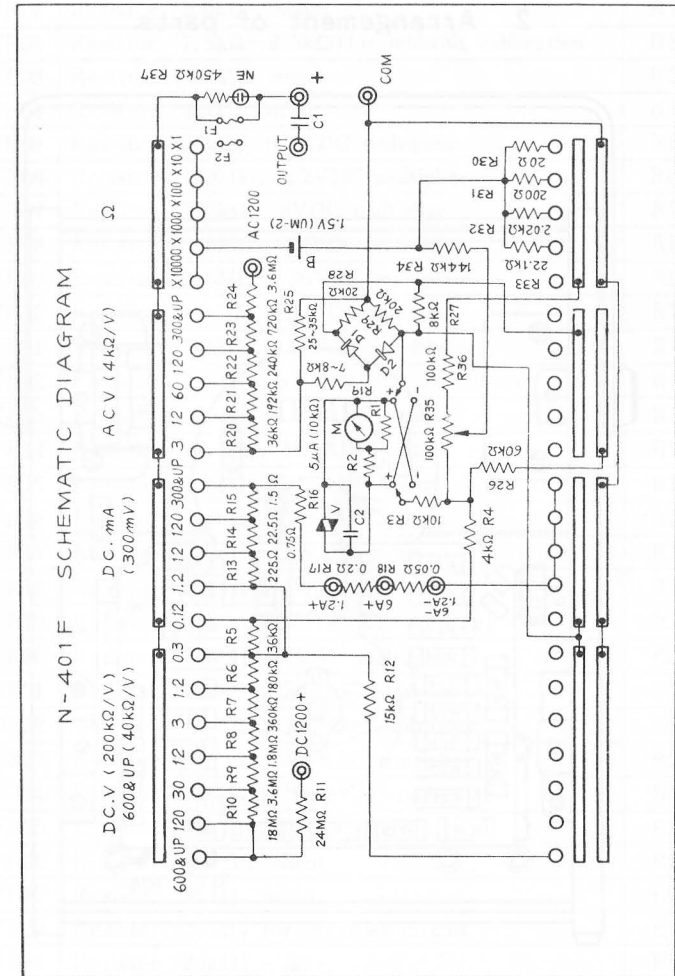 N-401F SCHEMATIC DIAGRAM
DC.V (200kΩ/V)
600&UP (40kΩ/V)
DC.mA
(300mV)
ACV (4kΩ/V)
Ω
600&UP 120 30 12 3 1.2 0.3 0.12 1.2 12 120 300&UP 3 12 60 120 300&UP X10000 X1000 X100 X10 X1
R10 R9 R8 R7 R6 R5
18MΩ 3.6MΩ 1.8MΩ 360kΩ 180kΩ 36kΩ
R13 R14 R15
225Ω 22.5Ω 1.5Ω
R20 R21 R22 R23 R24
36kΩ 192kΩ 240kΩ 720kΩ 3.6MΩ
AC1200
F1
F2
NE 450kΩ R37
+
C1
OUTPUT
COM
DC1200+
R11
24MΩ
R16
0.75Ω
1.2A+
0.2Ω R17
6A+
0.05Ω R18
6A-
1.2A-
R12
15kΩ
V
C2
5μA (10kΩ)
M
R1
R2
+ -
+ -
R19
7~8kΩ
R25
25~35kΩ
1.5V (UM-2)
B
R28
20kΩ
R29
20kΩ
D2
R34
144kΩ
R27
8kΩ
R36
100kΩ
R35
100kΩ
R3
10kΩ
R4
4kΩ
R26
60kΩ
R30
20Ω
R31
200Ω
R32
2.02kΩ
R33
22.1kΩ
2 Arrangement of parts